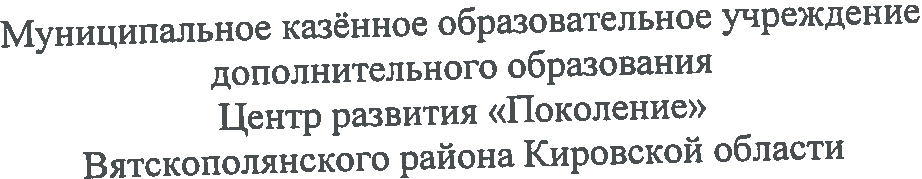 Муниципальное казённое образовательное учреждение
дополнительного образования
Центр развития «Поколение»
Вятскополянского района Кировской области